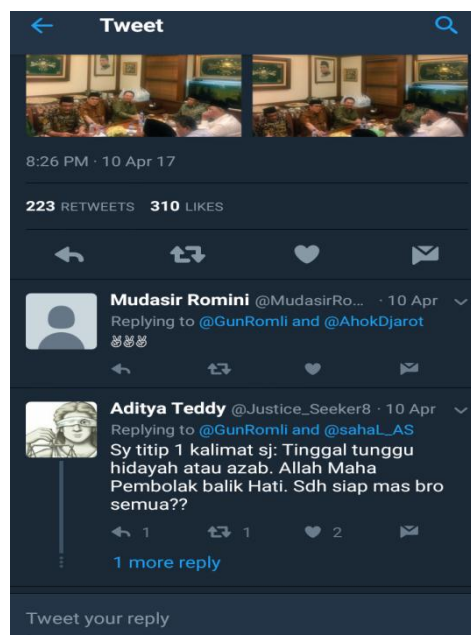 Tweet
8:26 PM · 10 Apr 17
223 RETWEETS 310 LIKES
Mudasir Romini @MudasirRo... · 10 Apr
Replying to @GunRomli and @AhokDjarot
✌✌✌
Aditya Teddy @Justice_Seeker8 · 10 Apr
Replying to @GunRomli and @sahaL_AS
Sy titip 1 kalimat sj: Tinggal tunggu
hidayah atau azab. Allah Maha
Pembolak balik Hati. Sdh siap mas bro
semua??
1 1 2
1 more reply
Tweet your reply